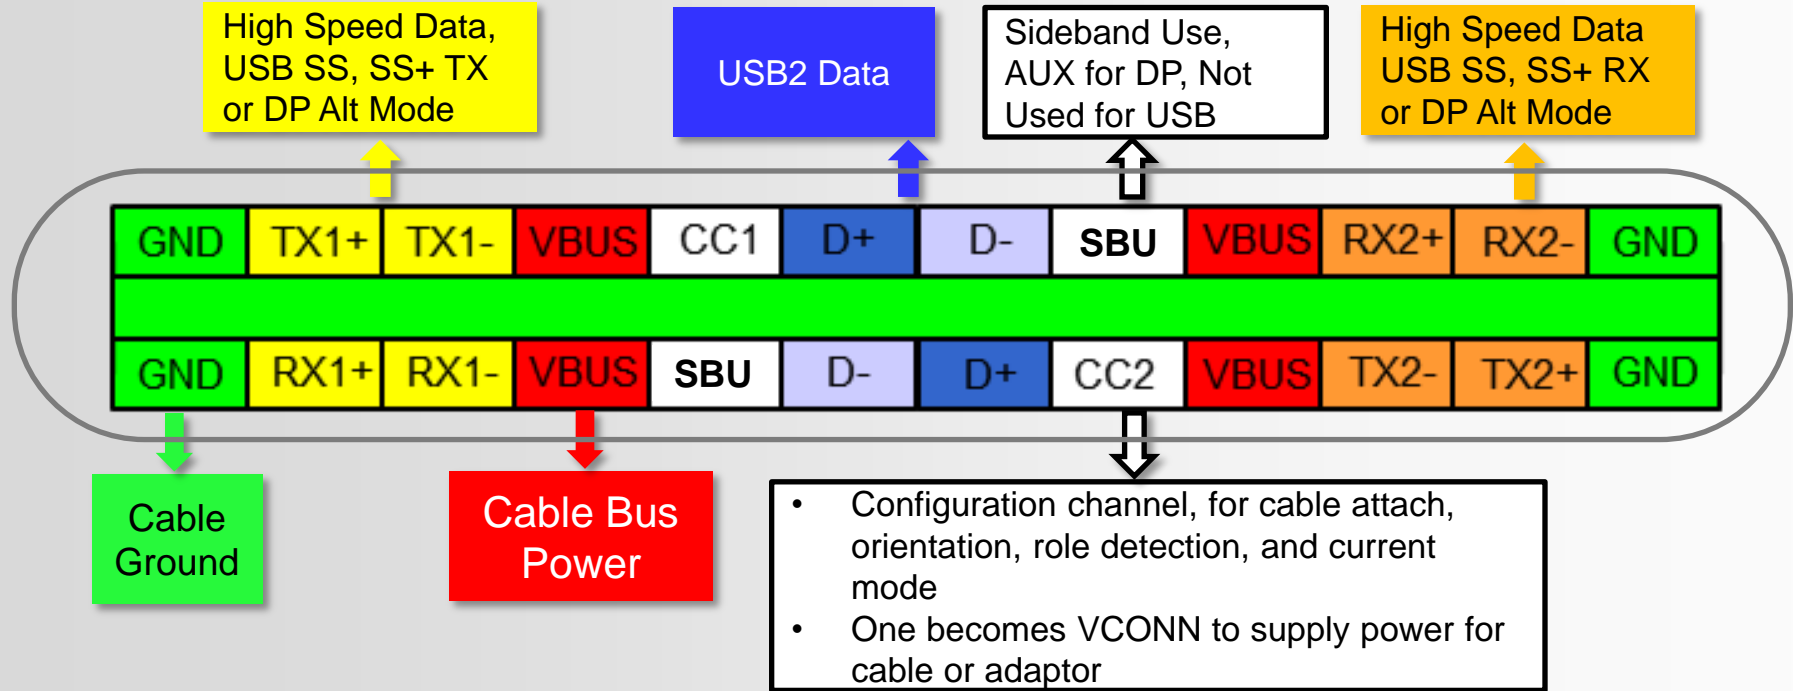 High Speed Data,
USB SS, SS+ TX
or DP Alt Mode
USB2 Data
Sideband Use,
AUX for DP, Not
Used for USB
High Speed Data
USB SS, SS+ RX
or DP Alt Mode
GND TX1+ TX1- VBUS CC1 D+ D- SBU VBUS RX2+ RX2- GND
GND RX1+ RX1- VBUS SBU D- D+ CC2 VBUS TX2- TX2+ GND
Cable
Ground
Cable Bus
Power
• Configuration channel, for cable attach,
orientation, role detection, and current
mode
• One becomes VCONN to supply power for
cable or adaptor